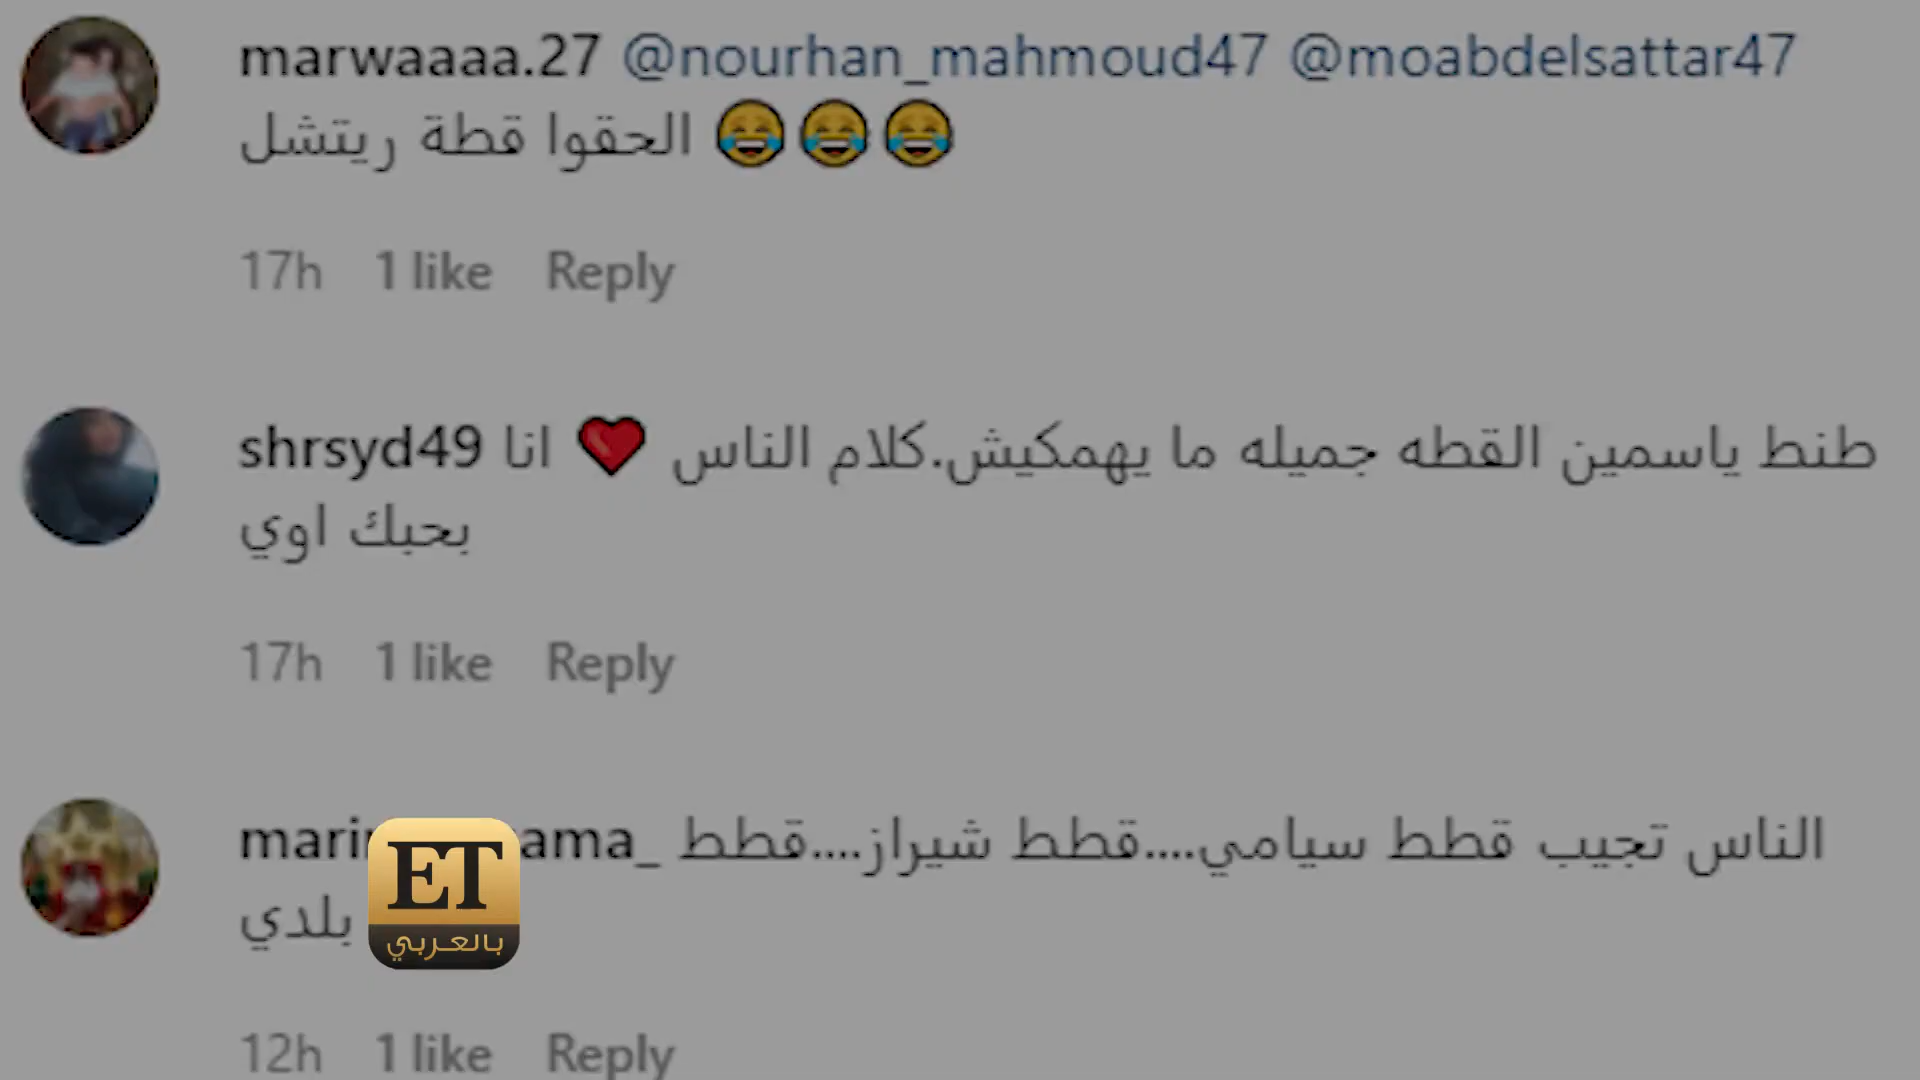 marwaaaa.27 @nourhan_mahmoud47 @moabdelsattar47
الحقوا قطة ريتشل 😂😂😂
17h 1 like Reply
shrsyd49 طنط ياسمين القطه جميله ما يهمكيش.كلام الناس ❤️ انا
بحبك اوي
17h 1 like Reply
الناس تجيب قطط سيامي....قطط شيراز....قطط
بلدي
ET
بالعربي
12h 1 like Reply